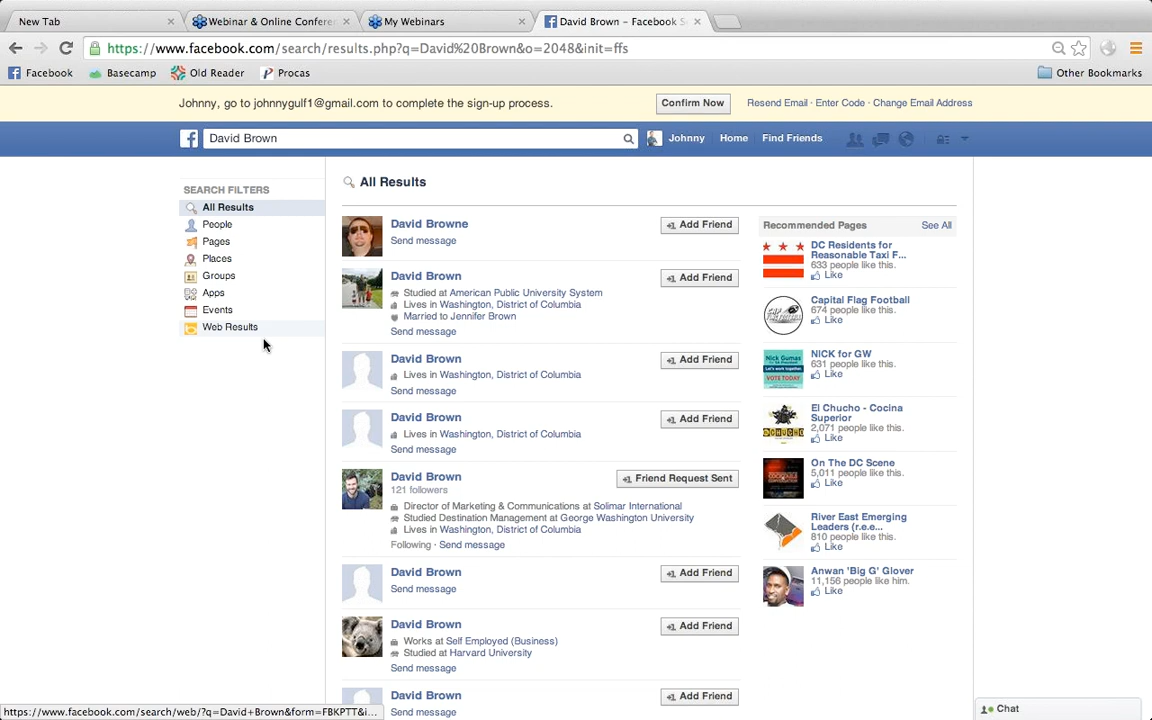 New Tab
Webinar & Online Conferen
My Webinars
David Brown – Facebook S
https://www.facebook.com/search/results.php?q=David%20Brown&o=2048&init=ffs
Facebook
Basecamp
Old Reader
Procas
Other Bookmarks
Johnny, go to johnnygulf1@gmail.com to complete the sign-up process.
Confirm Now
Resend Email · Enter Code · Change Email Address
David Brown
Johnny
Home
Find Friends
SEARCH FILTERS
All Results
People
Pages
Places
Groups
Apps
Events
Web Results
All Results
David Browne
Send message
+1 Add Friend
David Brown
Studied at American Public University System
Lives in Washington, District of Columbia
Married to Jennifer Brown
Send message
+1 Add Friend
David Brown
Lives in Washington, District of Columbia
Send message
+1 Add Friend
David Brown
Lives in Washington, District of Columbia
Send message
+1 Add Friend
David Brown
121 followers
Director of Marketing & Communications at Solimar International
Studied Destination Management at George Washington University
Lives in Washington, District of Columbia
Following · Send message
+1 Friend Request Sent
David Brown
Send message
+1 Add Friend
David Brown
Works at Self Employed (Business)
Studied at Harvard University
Send message
+1 Add Friend
David Brown
Send message
+1 Add Friend
Recommended Pages
See All
DC Residents for
Reasonable Taxi F...
633 people like this.
Like
Capital Flag Football
674 people like this.
Like
NICK for GW
631 people like this.
Like
Nick Gumas
VOTE TODAY
El Chucho - Cocina
Superior
2,071 people like this.
Like
On The DC Scene
5,011 people like this.
Like
River East Emerging
Leaders (r.e.e...
810 people like this.
Like
Anwan 'Big G' Glover
11,156 people like him.
Like
https://www.facebook.com/search/web/?q=David+Brown&form=FBKPTT&i...
Chat